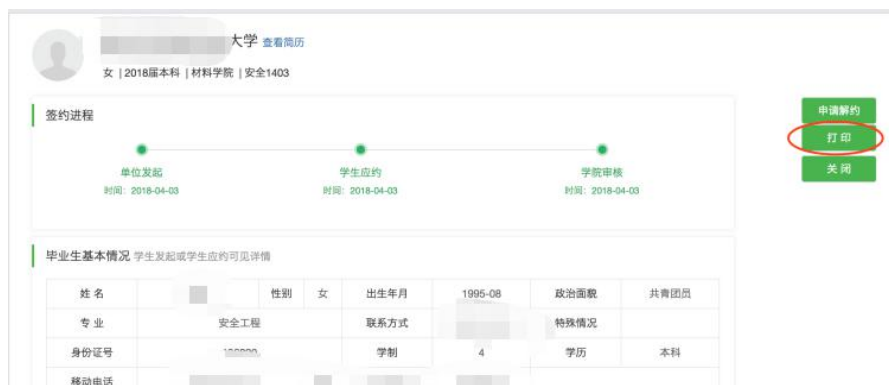 大学 查看简历
女 | 2018届本科 | 材料学院 | 安全1403
签约进程
申请解约
打印
关闭
单位发起 学生应约 学院审核
时间：2018-04-03 时间：2018-04-03 时间：2018-04-03
毕业生基本情况 学生发起或学生应约可见详情
姓名 性别 女 出生年月 1995-08 政治面貌 共青团员
专业 安全工程 联系方式 特殊情况
身份证号 学制 4 学历 本科
移动电话